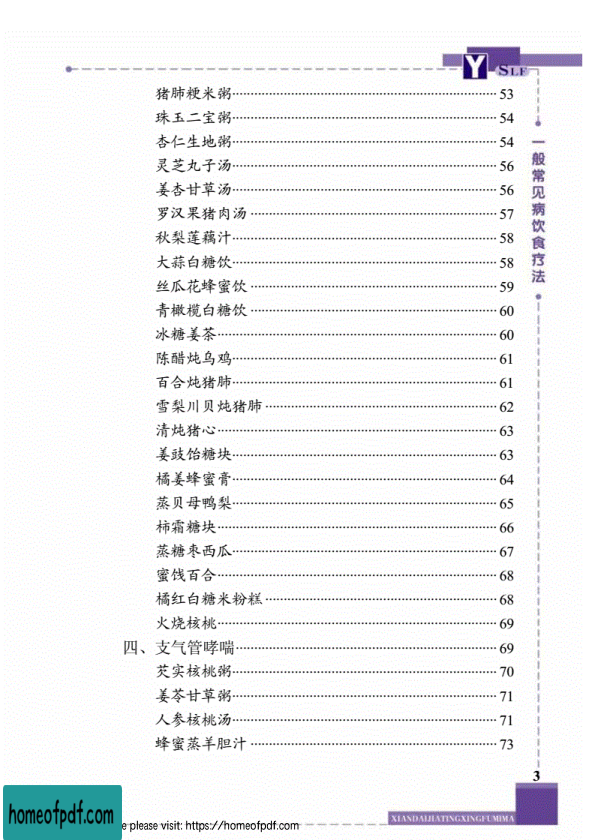 Y SLF
猪肺粳米粥 53
珠玉二宝粥 54
杏仁生地粥 54
灵芝丸子汤 56
姜杏甘草汤 56
罗汉果猪肉汤 57
秋梨莲藕汁 58
大蒜白糖饮 58
丝瓜花蜂蜜饮 59
青橄榄白糖饮 60
冰糖姜茶 60
陈醋炖乌鸡 61
百合炖猪肺 61
雪梨川贝炖猪肺 62
清炖猪心 63
姜豉饴糖块 63
橘姜蜂蜜膏 64
蒸贝母鸭梨 65
柿霜糖块 66
蒸糖枣西瓜 67
蜜饯百合 68
橘红白糖米粉糕 68
火烧核桃 69
四、支气管哮喘 69
芡实核桃粥 70
姜苓甘草粥 71
人参核桃汤 71
蜂蜜蒸羊胆汁 73
一般常见病饮食疗法
3
XIANDAIJIATINGXINGFUMIMA
homeofpdf.com
e please visit: https://homeofpdf.com